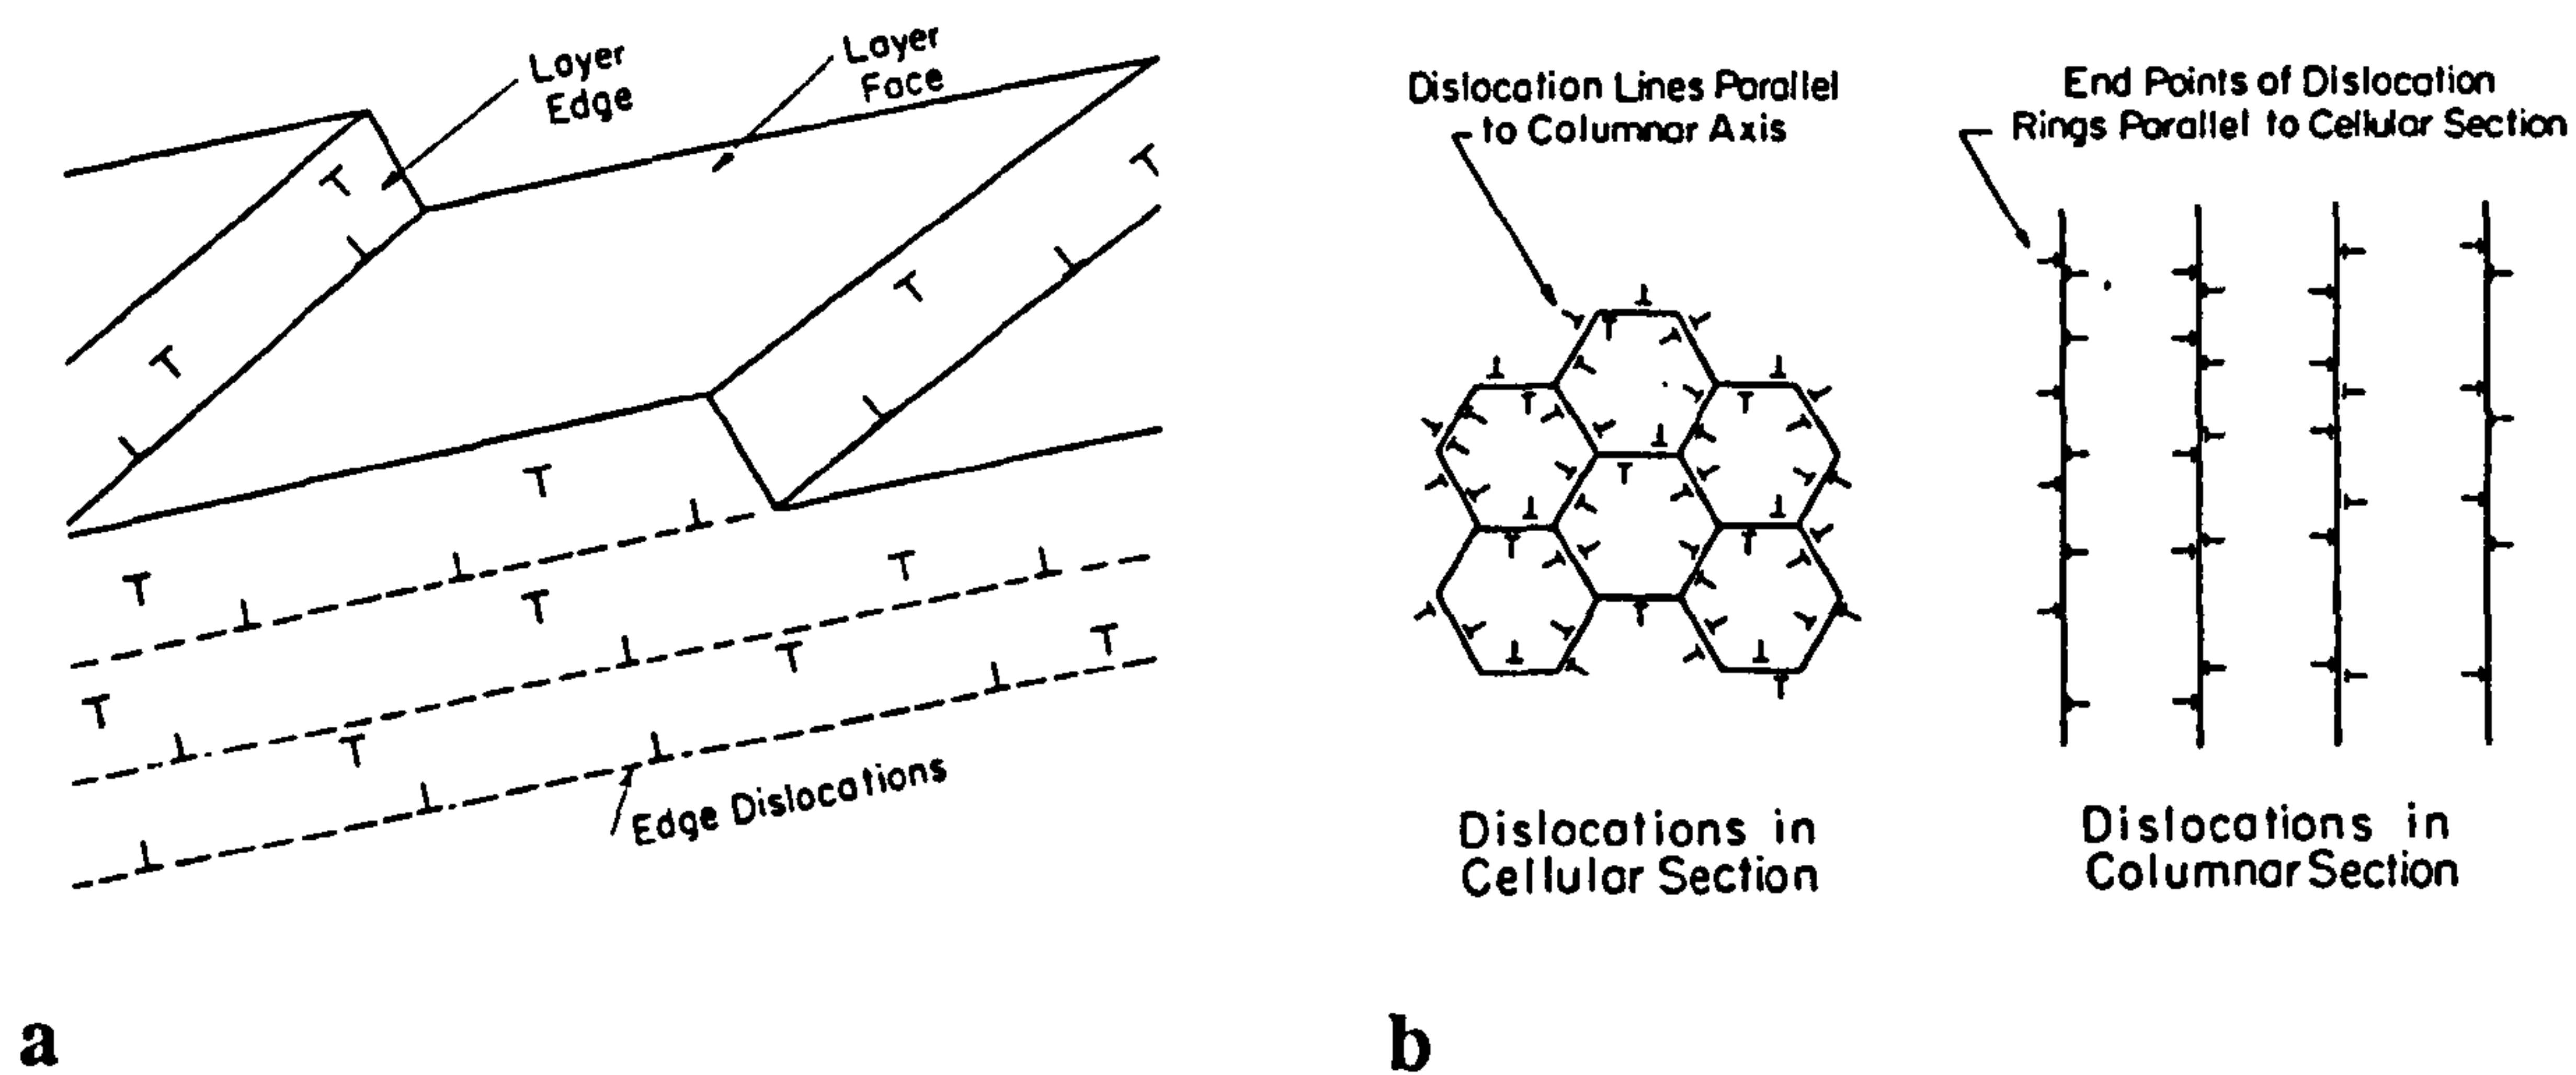 Layer
Edge
Layer
Face
Edge Dislocations
a
Dislocation Lines Parallel
to Columnar Axis
End Points of Dislocation
Rings Parallel to Cellular Section
Dislocations in
Cellular Section
Dislocations in
Columnar Section
b